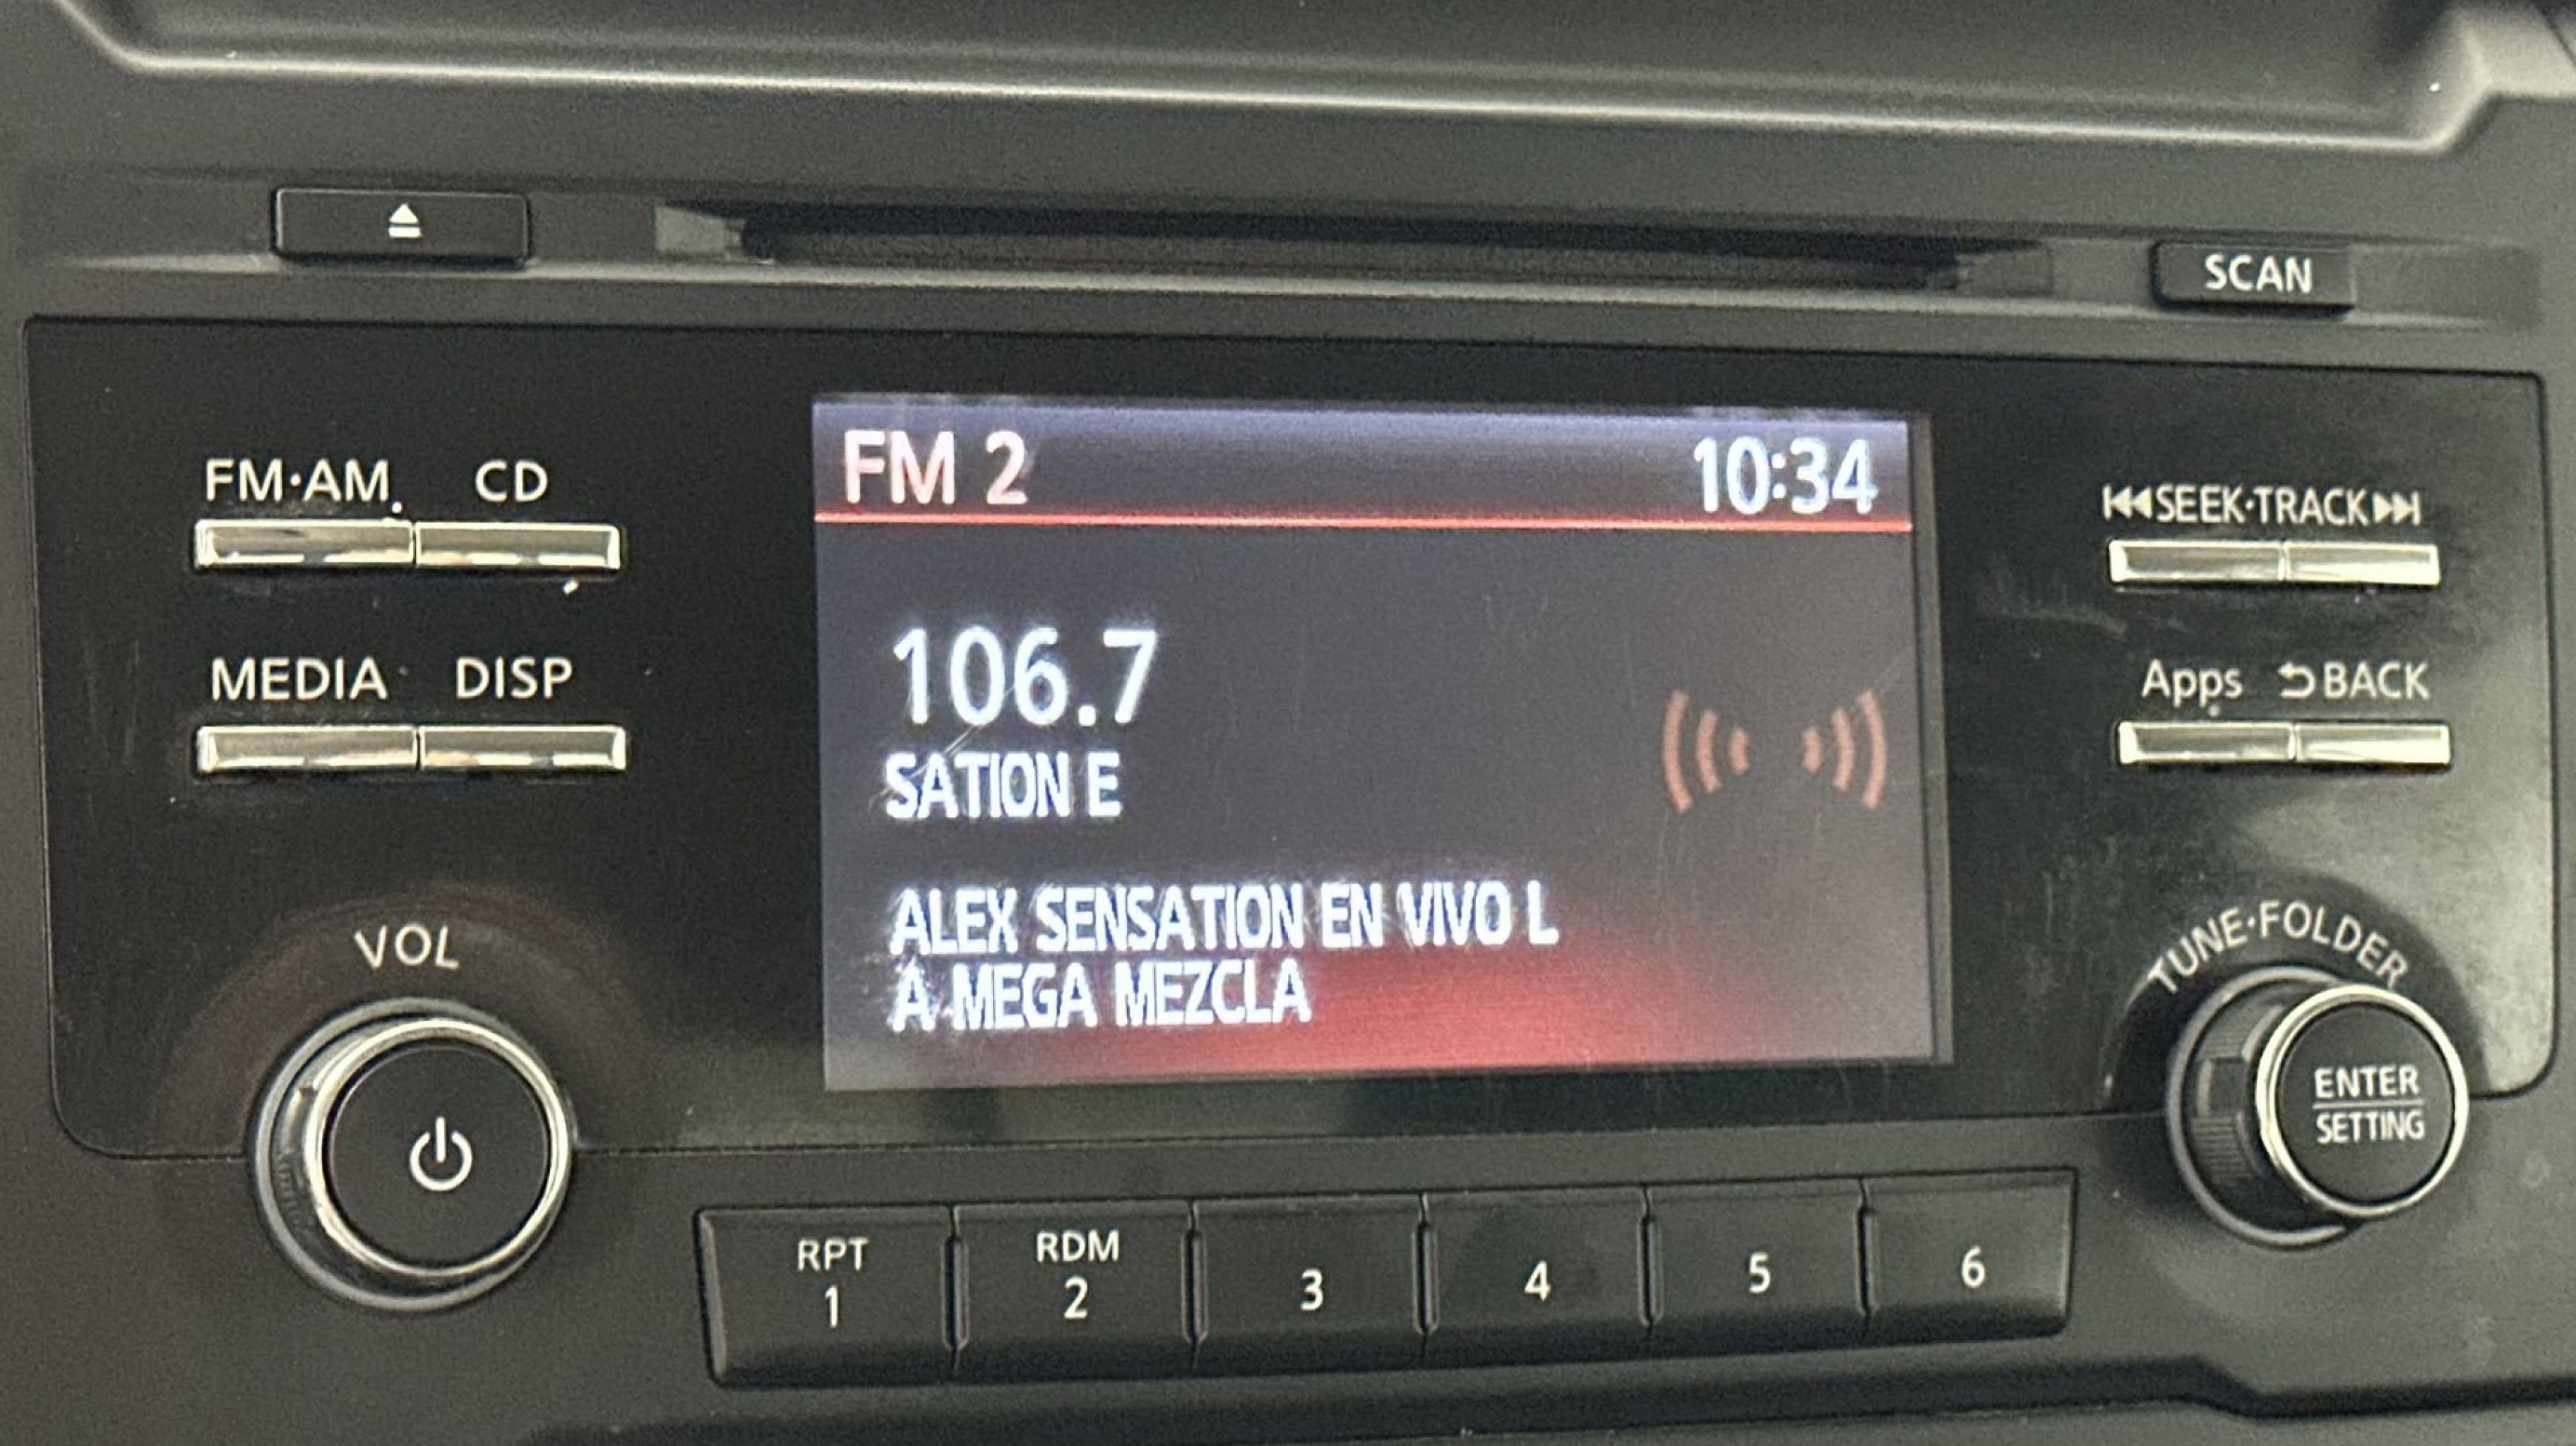 SCAN
FM·AM CD
MEDIA DISP
VOL
FM 2 10:34
106.7
SATION E
ALEX SENSATION EN VIVO L
A MEGA MEZCLA
SEEK·TRACK
Apps BACK
TUNE·FOLDER
ENTER
SETTING
RPT
1
RDM
2
3
4
5
6